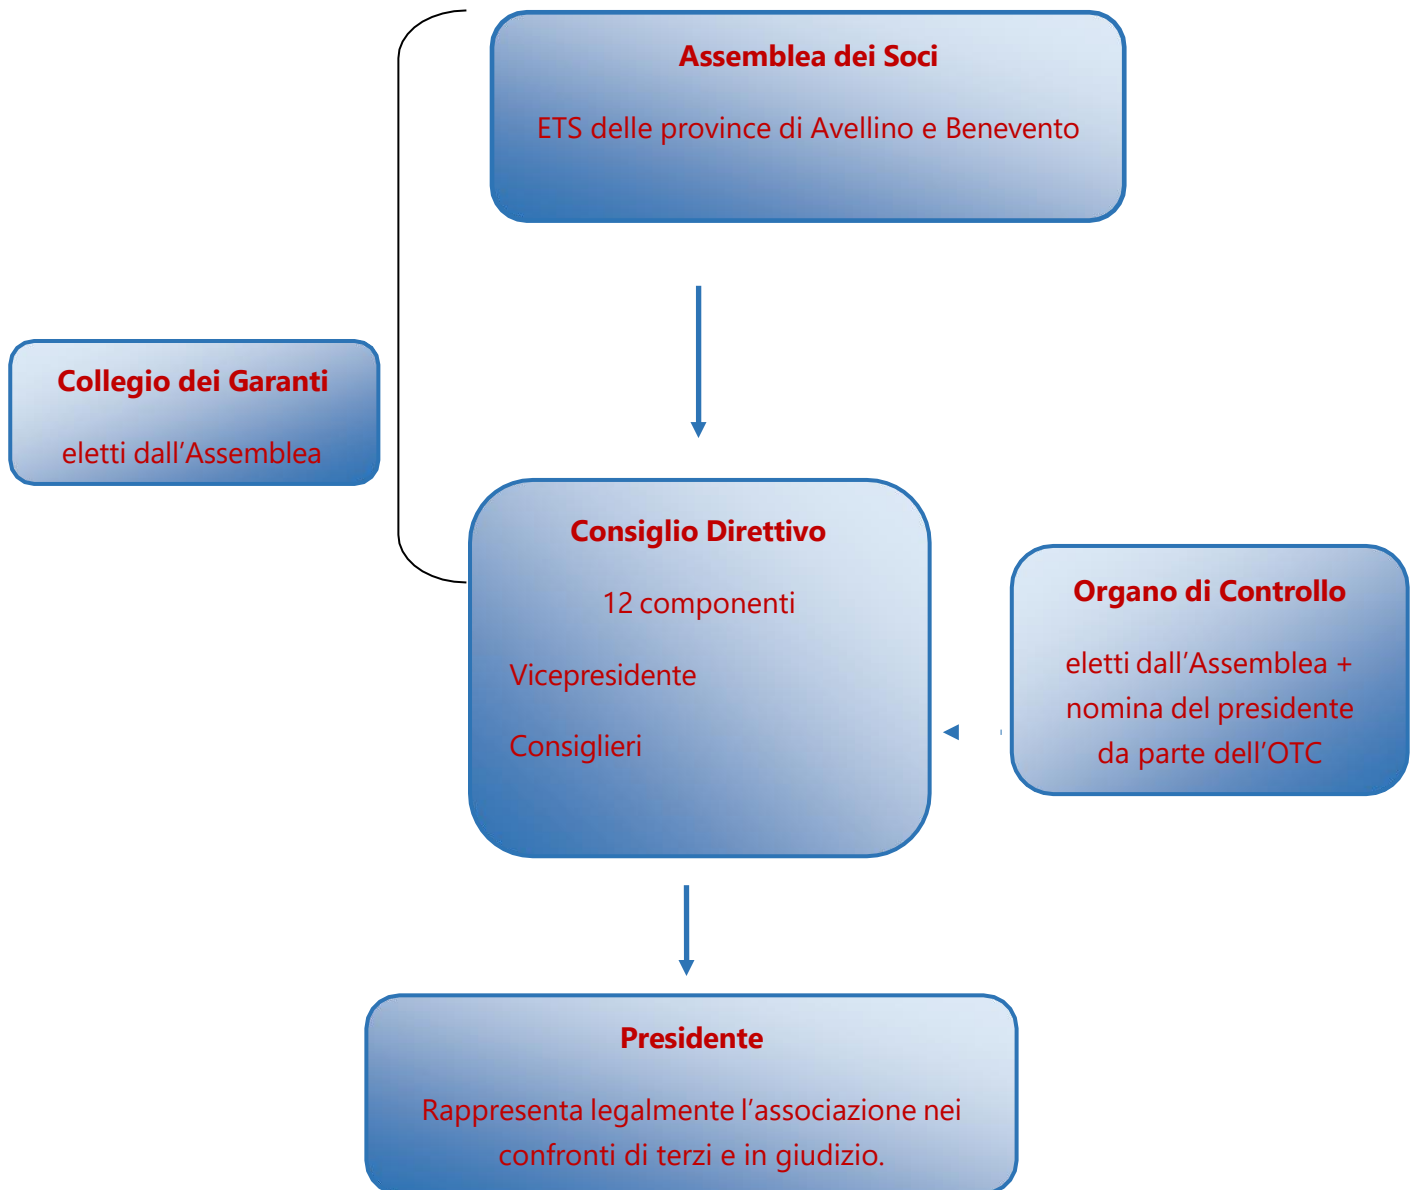 Assemblea dei Soci
ETS delle province di Avellino e Benevento
Collegio dei Garanti
eletti dall’Assemblea
Consiglio Direttivo
12 componenti
Vicepresidente
Consiglieri
Organo di Controllo
eletti dall’Assemblea +
nomina del presidente
da parte dell’OTC
Presidente
Rappresenta legalmente l’associazione nei
confronti di terzi e in giudizio.